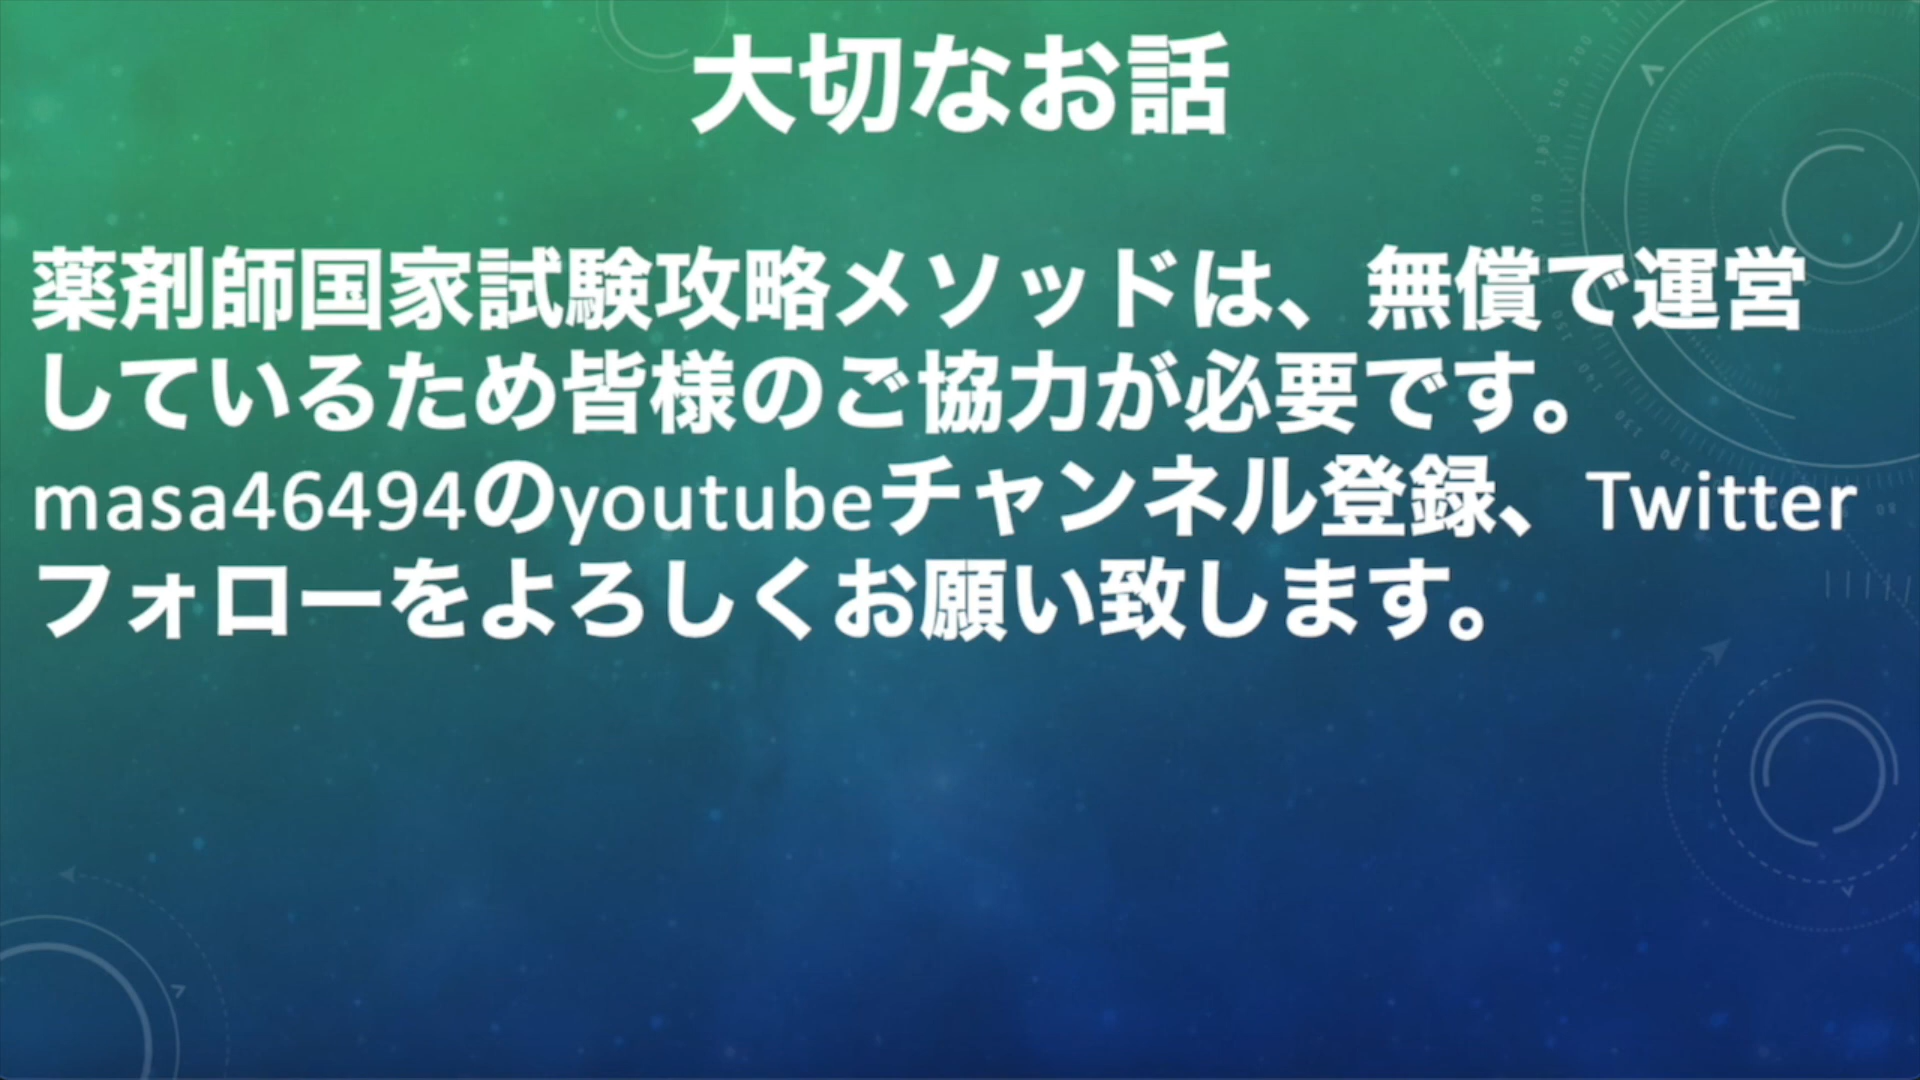 大切なお話
薬剤師国家試験攻略メソッドは、無償で運営
しているため皆様のご協力が必要です。
masa46494のyoutubeチャンネル登録、Twitter
フォローをよろしくお願い致します。